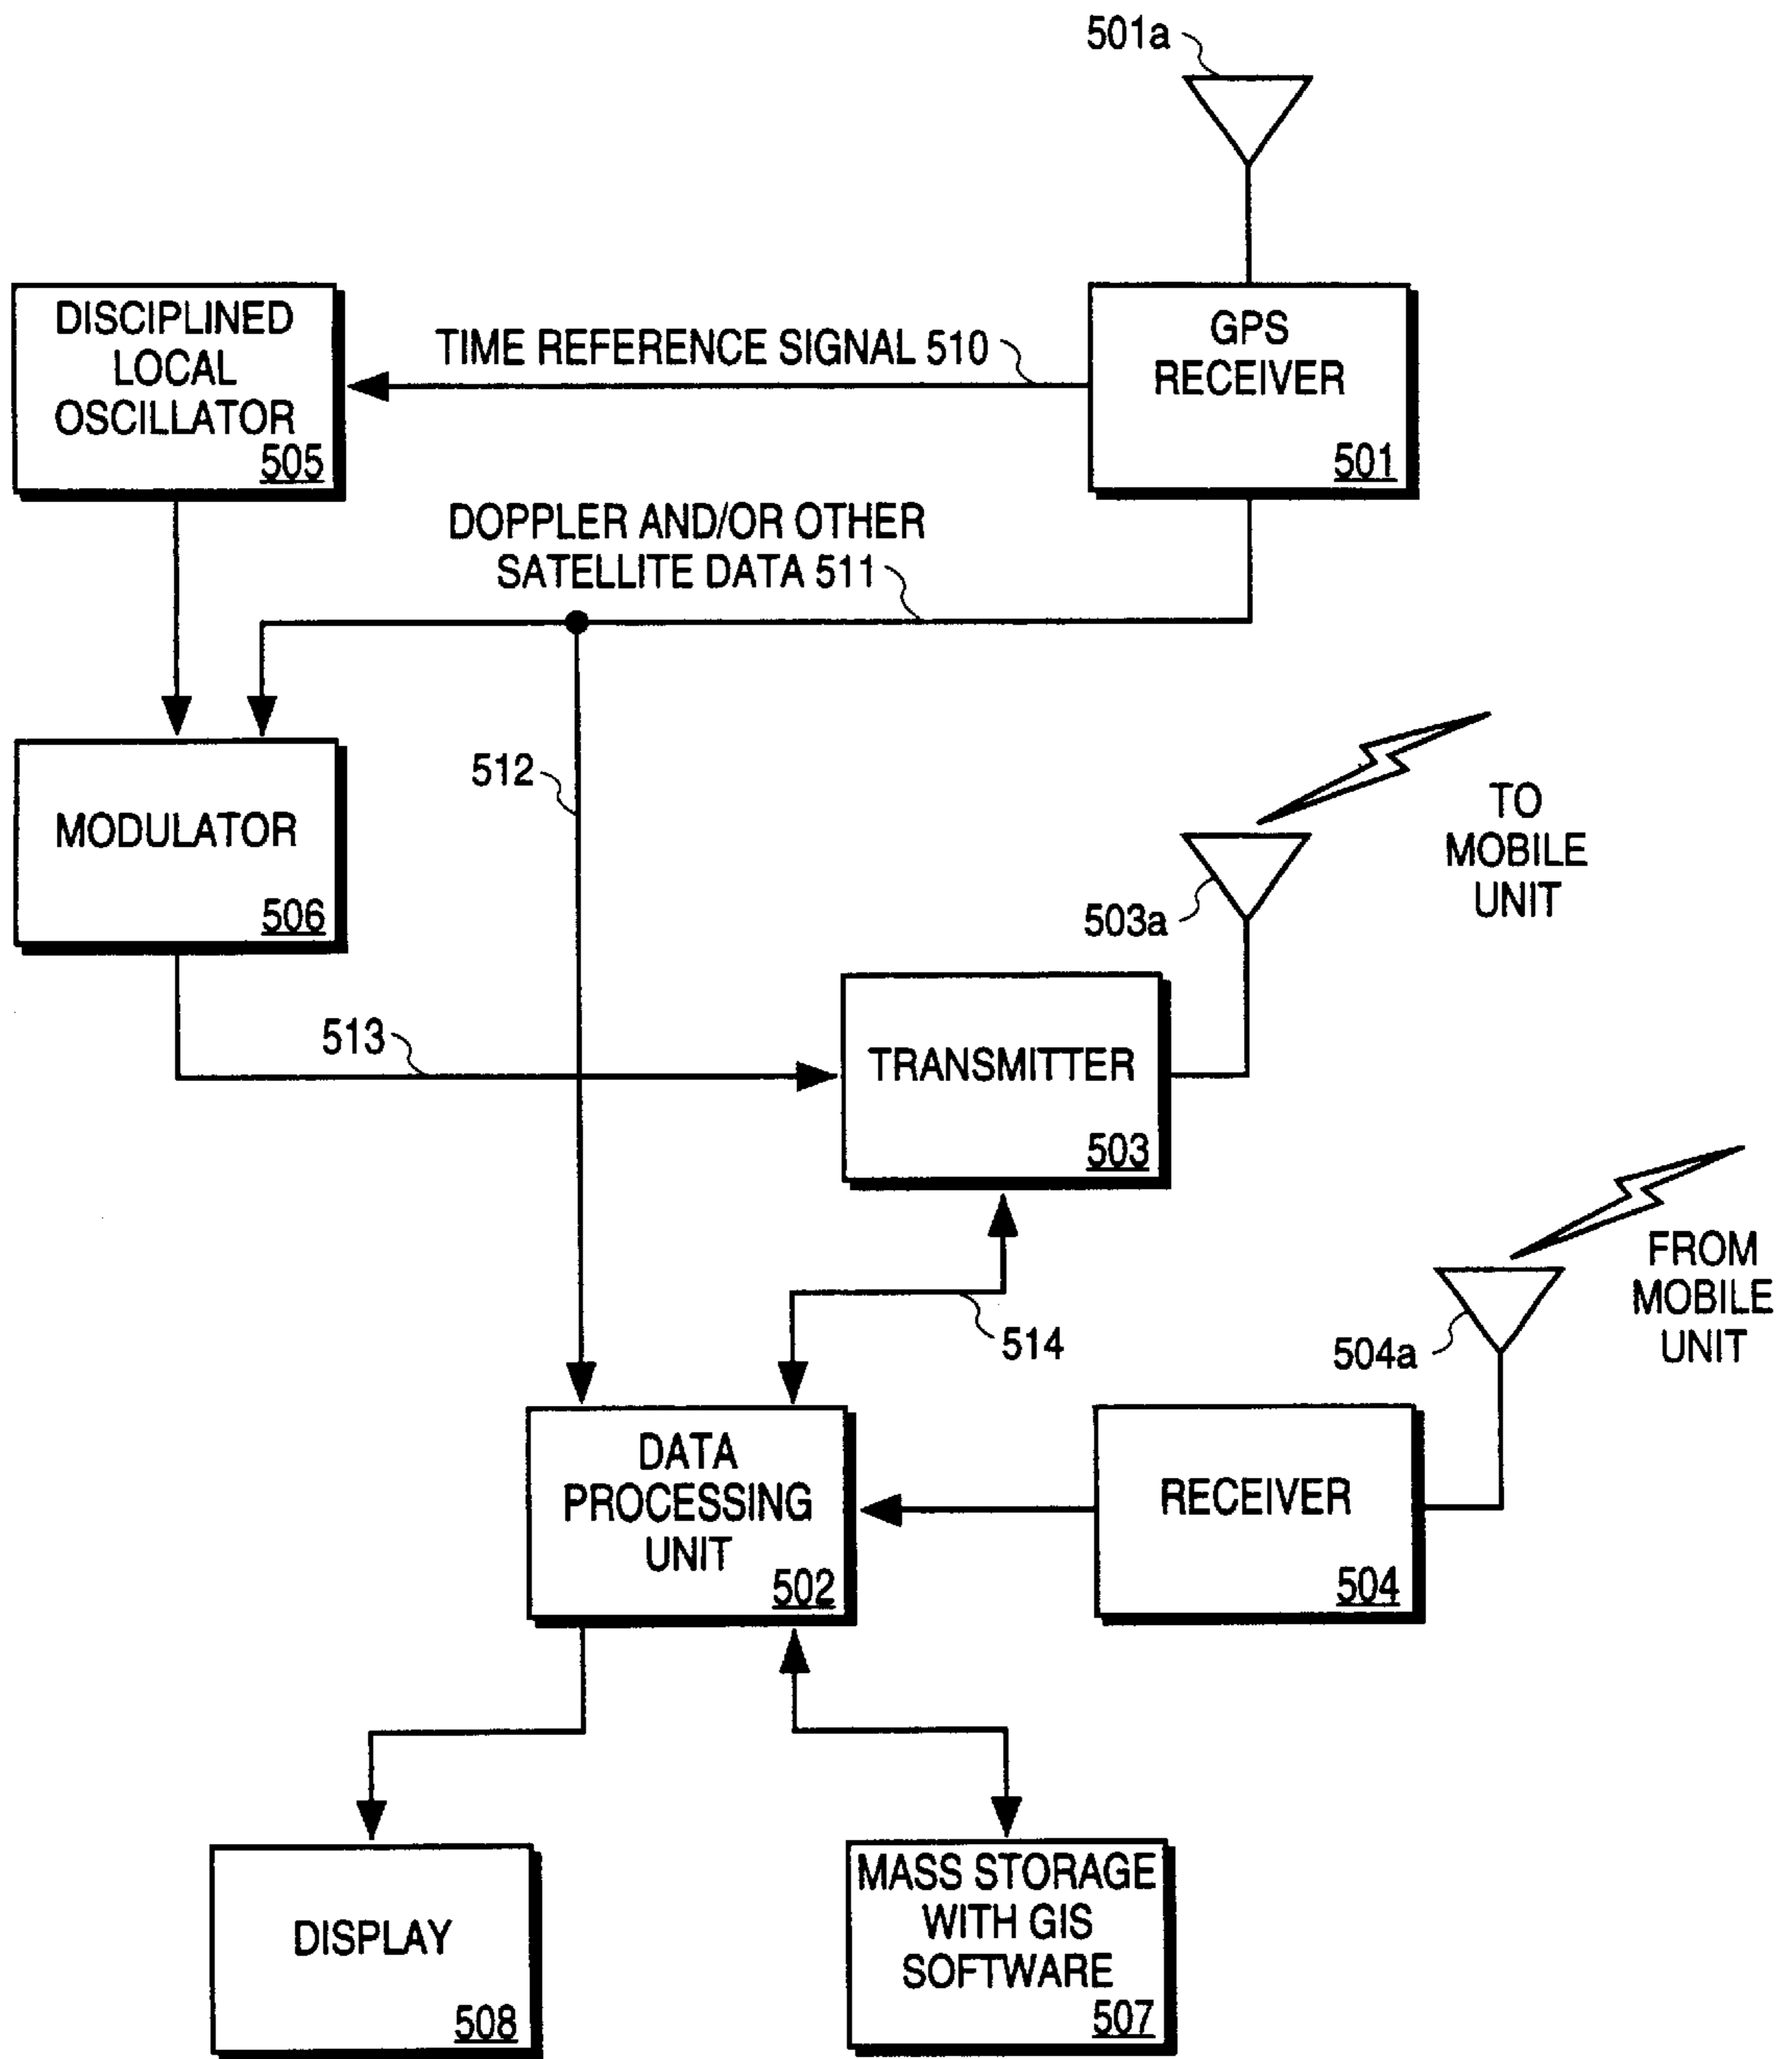 501a
DISCIPLINED
LOCAL
OSCILLATOR
505
TIME REFERENCE SIGNAL 510
GPS
RECEIVER
501
DOPPLER AND/OR OTHER
SATELLITE DATA 511
MODULATOR
506
512
TO
MOBILE
UNIT
503a
513
TRANSMITTER
503
FROM
MOBILE
UNIT
504a
514
DATA
PROCESSING
UNIT
502
RECEIVER
504
DISPLAY
508
MASS STORAGE
WITH GIS
SOFTWARE
507